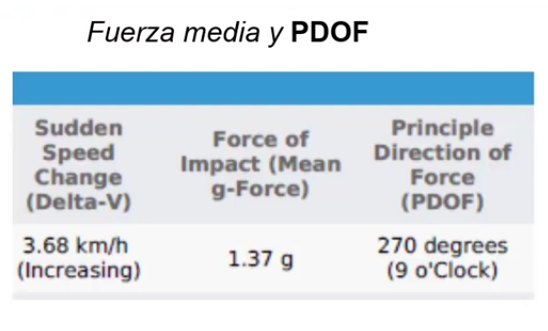 Fuerza media y PDOF
Sudden
Speed
Change
(Delta-V)
Force of
Impact (Mean
g-Force)
Principle
Direction of
Force
(PDOF)
3.68 km/h
(Increasing)
1.37 g
270 degrees
(9 o'Clock)